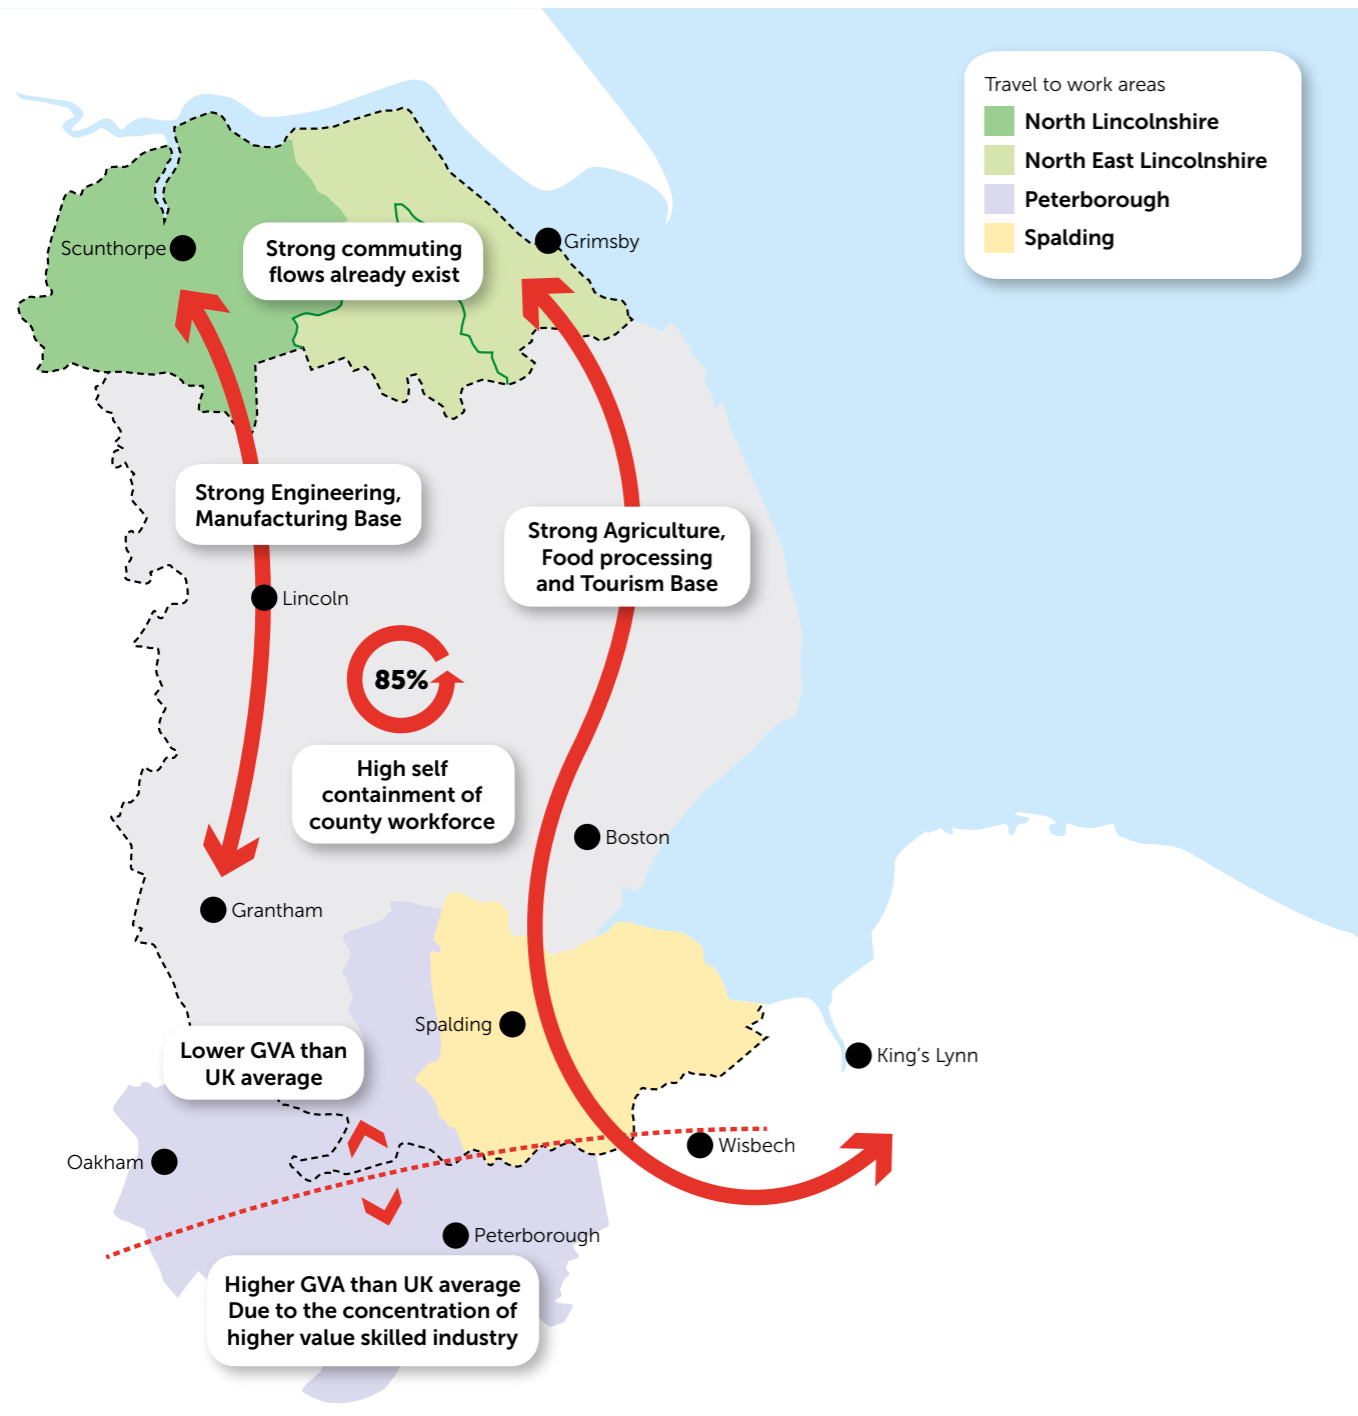 Travel to work areas
North Lincolnshire
North East Lincolnshire
Peterborough
Spalding
Scunthorpe
Strong commuting
flows already exist
Grimsby
Strong Engineering,
Manufacturing Base
Strong Agriculture,
Food processing
and Tourism Base
Lincoln
85%
High self
containment of
county workforce
Boston
Grantham
Spalding
Lower GVA than
UK average
King's Lynn
Oakham
Wisbech
Peterborough
Higher GVA than UK average
Due to the concentration of
higher value skilled industry